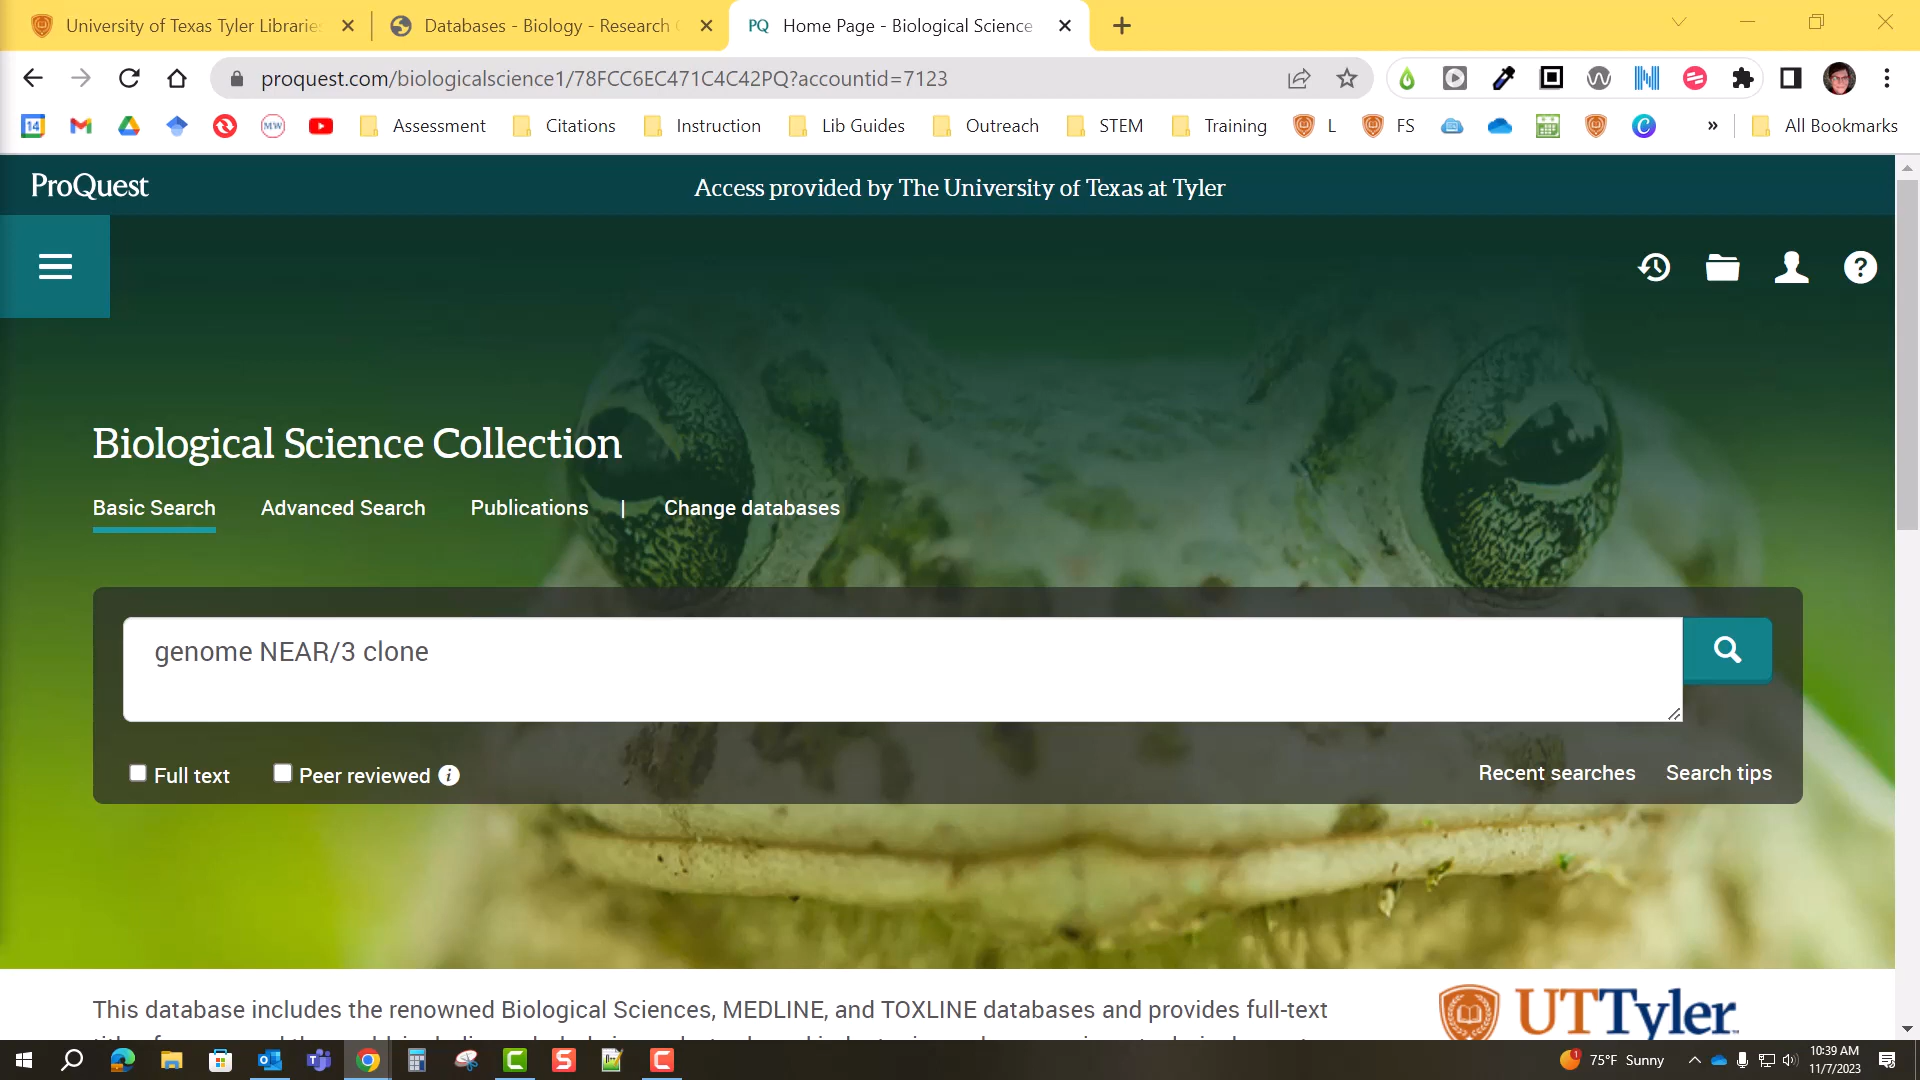 University of Texas Tyler Librarie
Databases - Biology - Research
PQ Home Page - Biological Science
proquest.com/biologicalscience1/78FCC6EC471C4C42PQ?accountid=7123
14 MW Assessment Citations Instruction Lib Guides Outreach STEM Training L FS » All Bookmarks
ProQuest
Access provided by The University of Texas at Tyler
Biological Science Collection
Basic Search Advanced Search Publications | Change databases
genome NEAR/3 clone
Full text Peer reviewed
Recent searches Search tips
This database includes the renowned Biological Sciences, MEDLINE, and TOXLINE databases and provides full-text
UT Tyler
75°F Sunny
10:39 AM
11/7/2023